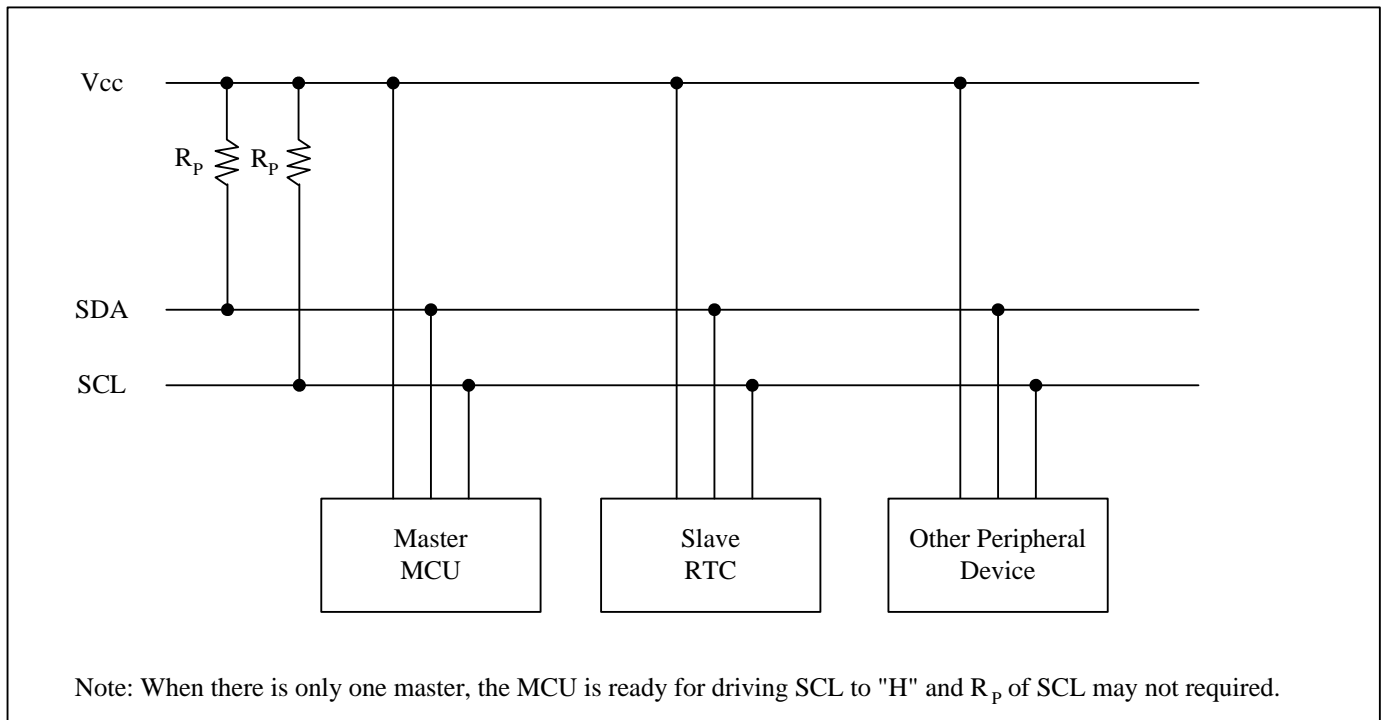 Vcc
R_P R_P
SDA
SCL
Master
MCU
Slave
RTC
Other Peripheral
Device
Note: When there is only one master, the MCU is ready for driving SCL to "H" and R_P of SCL may not required.